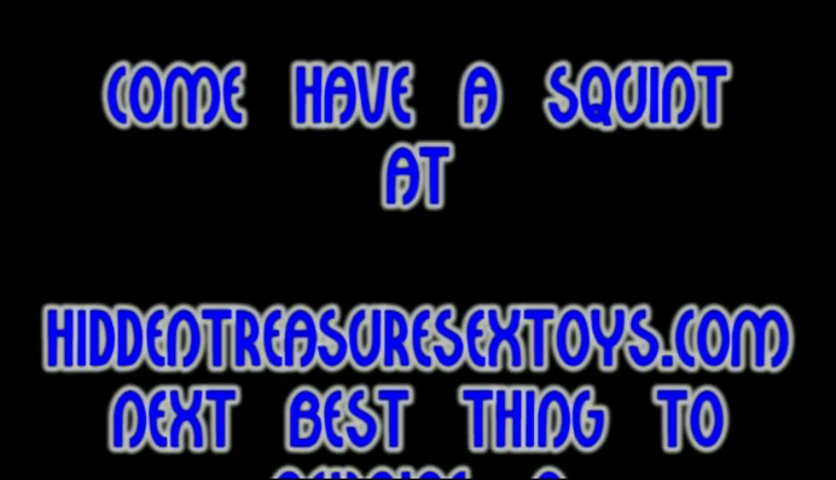 COME HAVE A SQUINT
AT
HIDDENTREASURESEXTOYS.COM
NEXT BEST THING TO